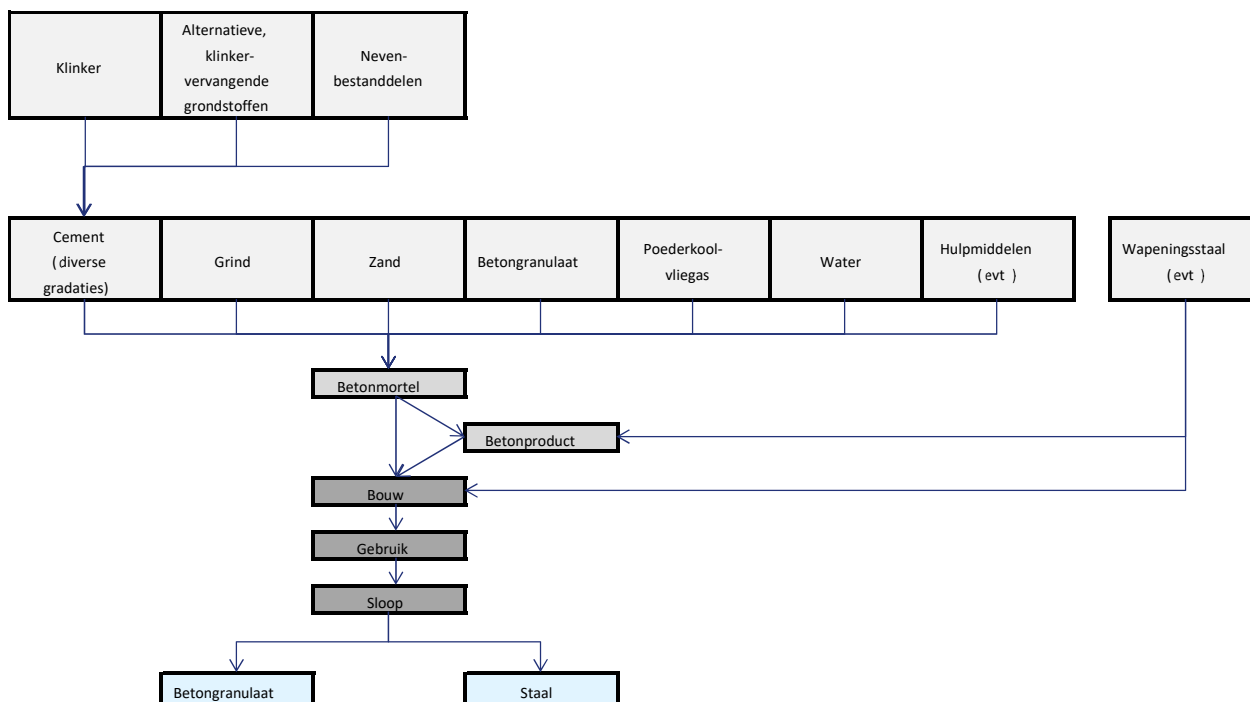 Klinker
Alternatieve,
klinker-
vervangende
grondstoffen
Neven-
bestanddelen
Cement
(diverse
gradaties)
Grind
Zand
Betongranulaat
Poederkool-
vliegas
Water
Hulpmiddelen
(evt )
Wapeningsstaal
(evt )
Betonmortel
Betonproduct
Bouw
Gebruik
Sloop
Betongranulaat
Staal